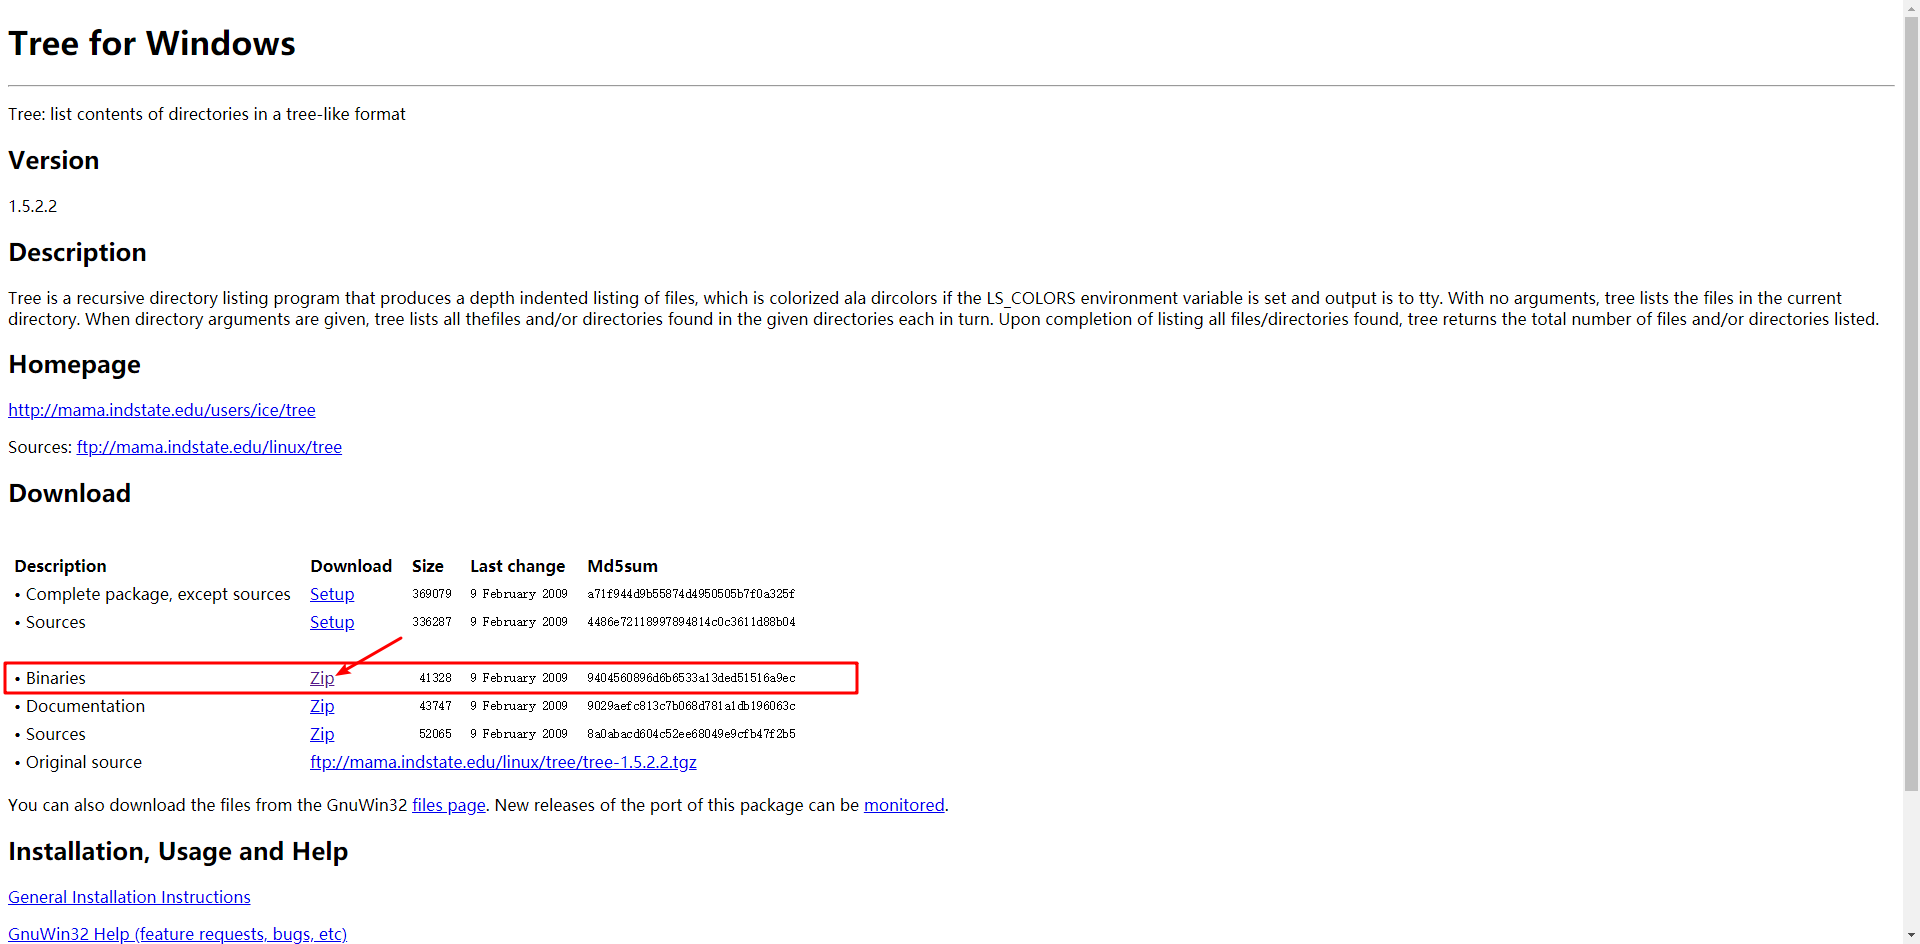 Tree for Windows
Tree: list contents of directories in a tree-like format
Version
1.5.2.2
Description
Tree is a recursive directory listing program that produces a depth indented listing of files, which is colorized ala dircolors if the LS_COLORS environment variable is set and output is to tty. With no arguments, tree lists the files in the current
directory. When directory arguments are given, tree lists all thefiles and/or directories found in the given directories each in turn. Upon completion of listing all files/directories found, tree returns the total number of files and/or directories listed.
Homepage
http://mama.indstate.edu/users/ice/tree
Sources: ftp://mama.indstate.edu/linux/tree
Download
Description Download Size Last change Md5sum
• Complete package, except sources Setup 369079 9 February 2009 a71f944d9b55874d4950505b7f0a325f
• Sources Setup 336287 9 February 2009 4486e72118997894814c0c3611d88b04
• Binaries Zip 41328 9 February 2009 9404560896d6b6533a13ded51516a9ec
• Documentation Zip 43747 9 February 2009 9029aefc813c7b068d781a1db196063c
• Sources Zip 52065 9 February 2009 8a0abacd604c52ee68049e9cfb47f2b5
• Original source ftp://mama.indstate.edu/linux/tree/tree-1.5.2.2.tgz
You can also download the files from the GnuWin32 files page. New releases of the port of this package can be monitored.
Installation, Usage and Help
General Installation Instructions
GnuWin32 Help (feature requests, bugs, etc)